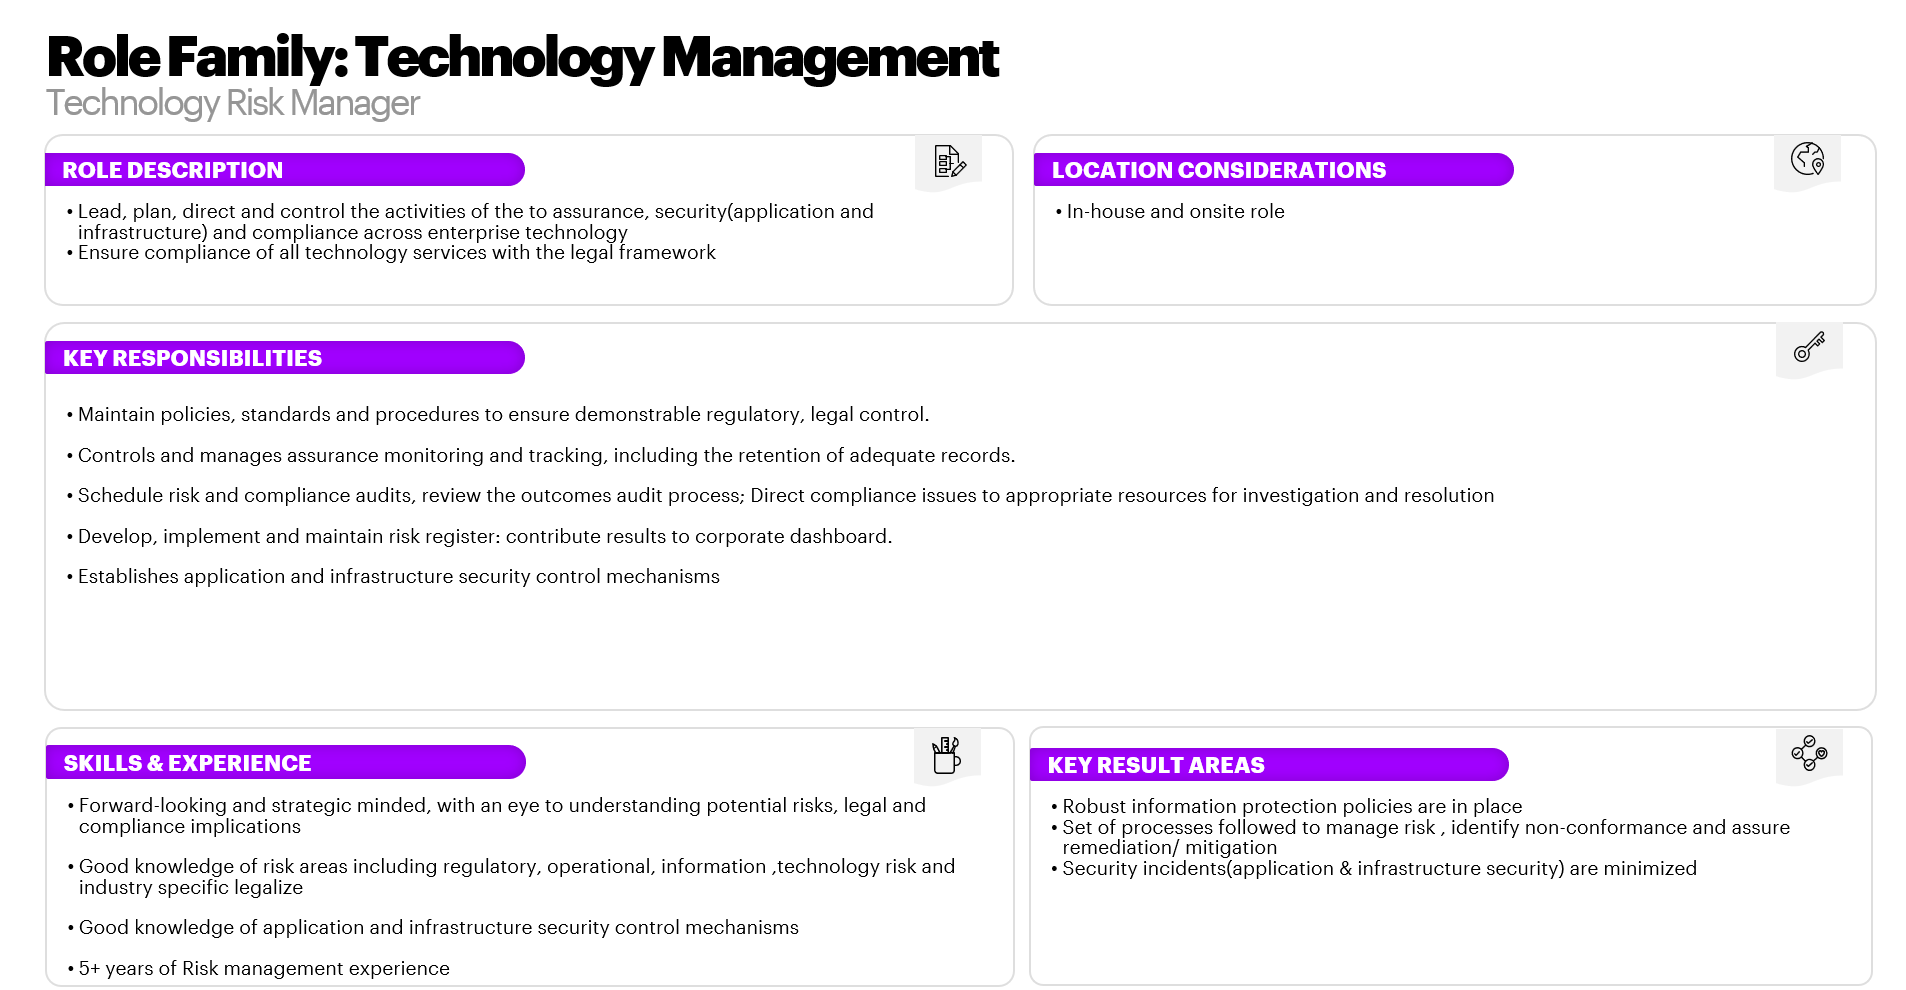 Role Family: Technology Management
Technology Risk Manager
ROLE DESCRIPTION
• Lead, plan, direct and control the activities of the to assurance, security(application and
infrastructure) and compliance across enterprise technology
• Ensure compliance of all technology services with the legal framework
LOCATION CONSIDERATIONS
• In-house and onsite role
KEY RESPONSIBILITIES
• Maintain policies, standards and procedures to ensure demonstrable regulatory, legal control.
• Controls and manages assurance monitoring and tracking, including the retention of adequate records.
• Schedule risk and compliance audits, review the outcomes audit process; Direct compliance issues to appropriate resources for investigation and resolution
• Develop, implement and maintain risk register: contribute results to corporate dashboard.
• Establishes application and infrastructure security control mechanisms
SKILLS & EXPERIENCE
• Forward-looking and strategic minded, with an eye to understanding potential risks, legal and
compliance implications
• Good knowledge of risk areas including regulatory, operational, information ,technology risk and
industry specific legalize
• Good knowledge of application and infrastructure security control mechanisms
• 5+ years of Risk management experience
KEY RESULT AREAS
• Robust information protection policies are in place
• Set of processes followed to manage risk , identify non-conformance and assure
remediation/ mitigation
• Security incidents(application & infrastructure security) are minimized